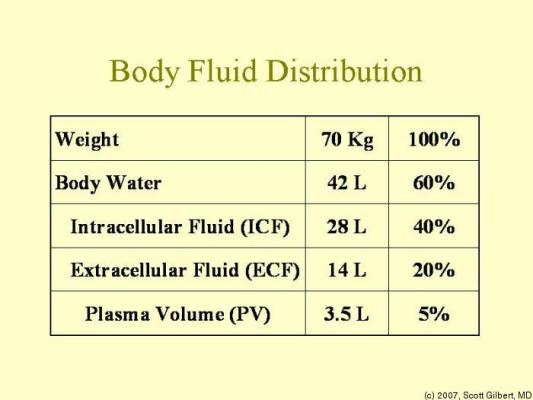 Body Fluid Distribution
Weight 70 Kg 100%
Body Water 42 L 60%
Intracellular Fluid (ICF) 28 L 40%
Extracellular Fluid (ECF) 14 L 20%
Plasma Volume (PV) 3.5 L 5%
(c) 2007, Scott Gilbert, MD